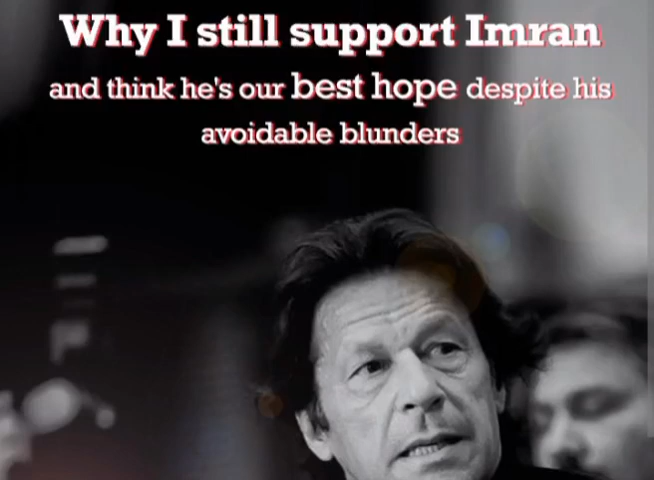 Why I still support Imran
and think he's our best hope despite his
avoidable blunders